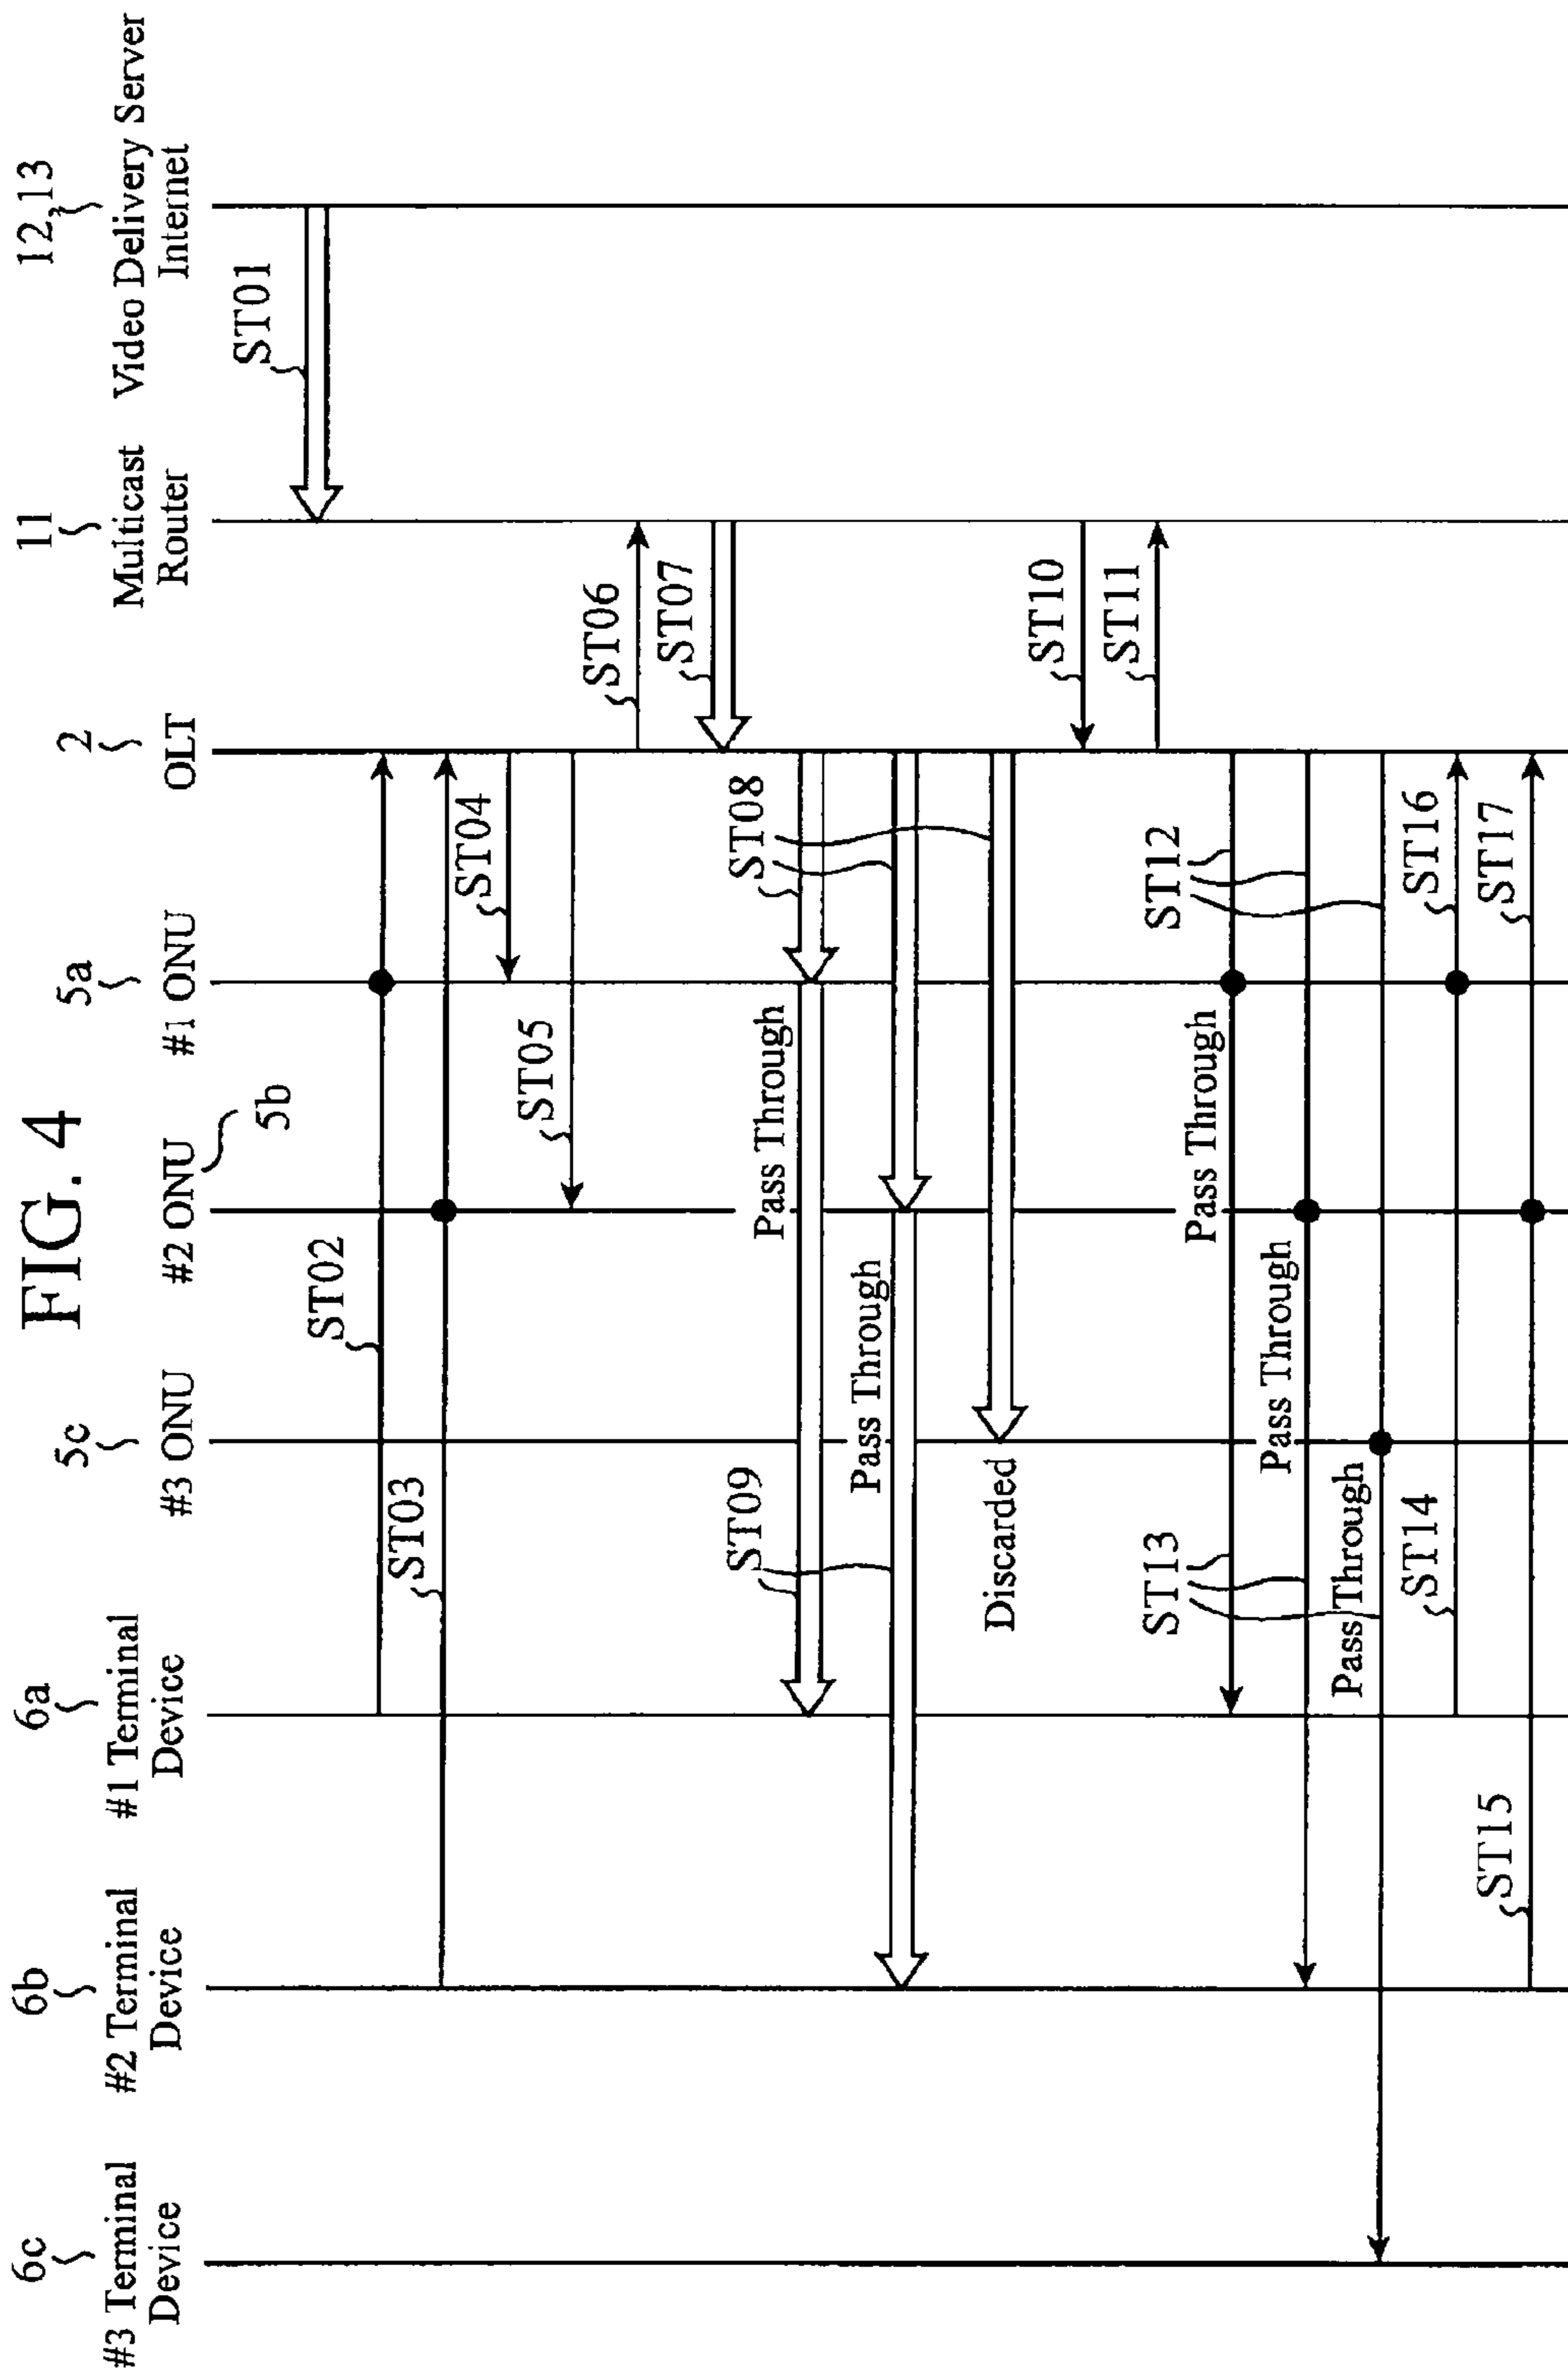 FIG. 4
6c
#3 Terminal
Device
6b
#2 Terminal
Device
6a
#1 Terminal
Device
5c
#3 ONU
#2 ONU
5b
5a
#1 ONU
2
OLT
11
Multicast
Router
12,13
Video Delivery Server
Internet
ST01
ST02
ST03
ST04
ST05
ST06
ST07
ST08
Pass Through
ST09
Pass Through
Discarded
ST10
ST11
ST12
Pass Through
ST13
Pass Through
Pass Through
ST14
ST16
ST15
ST17